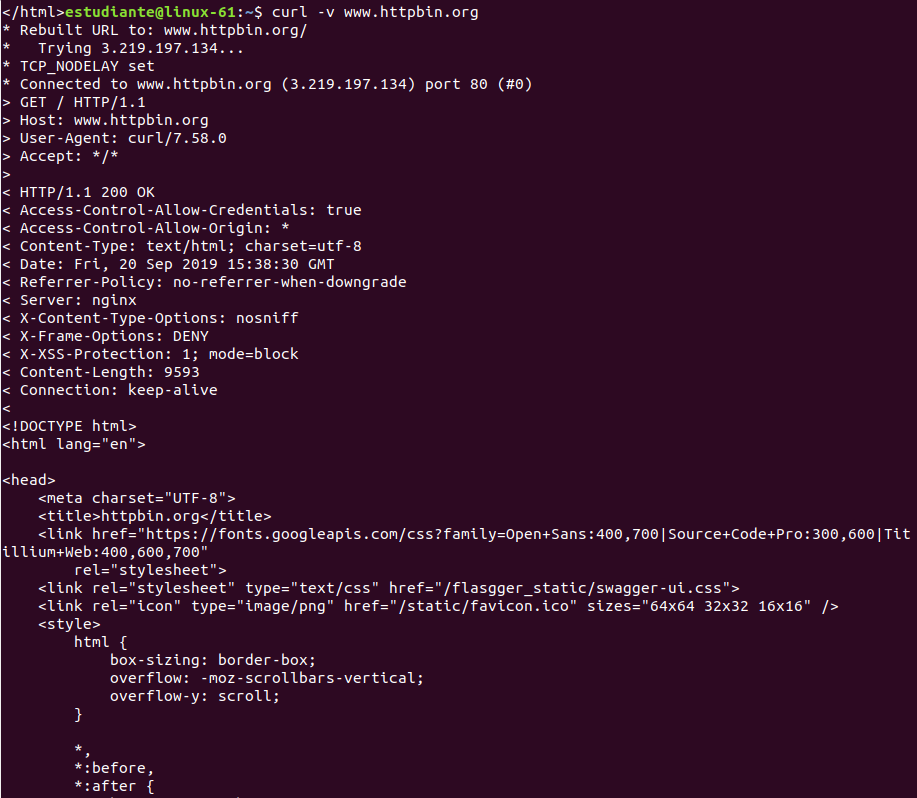 </html>estudiante@linux-61:~$ curl -v www.httpbin.org
* Rebuilt URL to: www.httpbin.org/
*   Trying 3.219.197.134...
* TCP_NODELAY set
* Connected to www.httpbin.org (3.219.197.134) port 80 (#0)
> GET / HTTP/1.1
> Host: www.httpbin.org
> User-Agent: curl/7.58.0
> Accept: */*
>
< HTTP/1.1 200 OK
< Access-Control-Allow-Credentials: true
< Access-Control-Allow-Origin: *
< Content-Type: text/html; charset=utf-8
< Date: Fri, 20 Sep 2019 15:38:30 GMT
< Referrer-Policy: no-referrer-when-downgrade
< Server: nginx
< X-Content-Type-Options: nosniff
< X-Frame-Options: DENY
< X-XSS-Protection: 1; mode=block
< Content-Length: 9593
< Connection: keep-alive
<
<!DOCTYPE html>
<html lang="en">

<head>
    <meta charset="UTF-8">
    <title>httpbin.org</title>
    <link href="https://fonts.googleapis.com/css?family=Open+Sans:400,700|Source+Code+Pro:300,600|Tit
illium+Web:400,600,700"
        rel="stylesheet">
    <link rel="stylesheet" type="text/css" href="/flasgger_static/swagger-ui.css">
    <link rel="icon" type="image/png" href="/static/favicon.ico" sizes="64x64 32x32 16x16" />
    <style>
        html {
            box-sizing: border-box;
            overflow: -moz-scrollbars-vertical;
            overflow-y: scroll;
        }

        *,
        *:before,
        *:after {